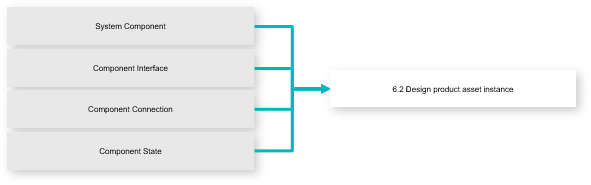 System Component
Component Interface
6.2 Design product asset instance
Component Connection
Component State